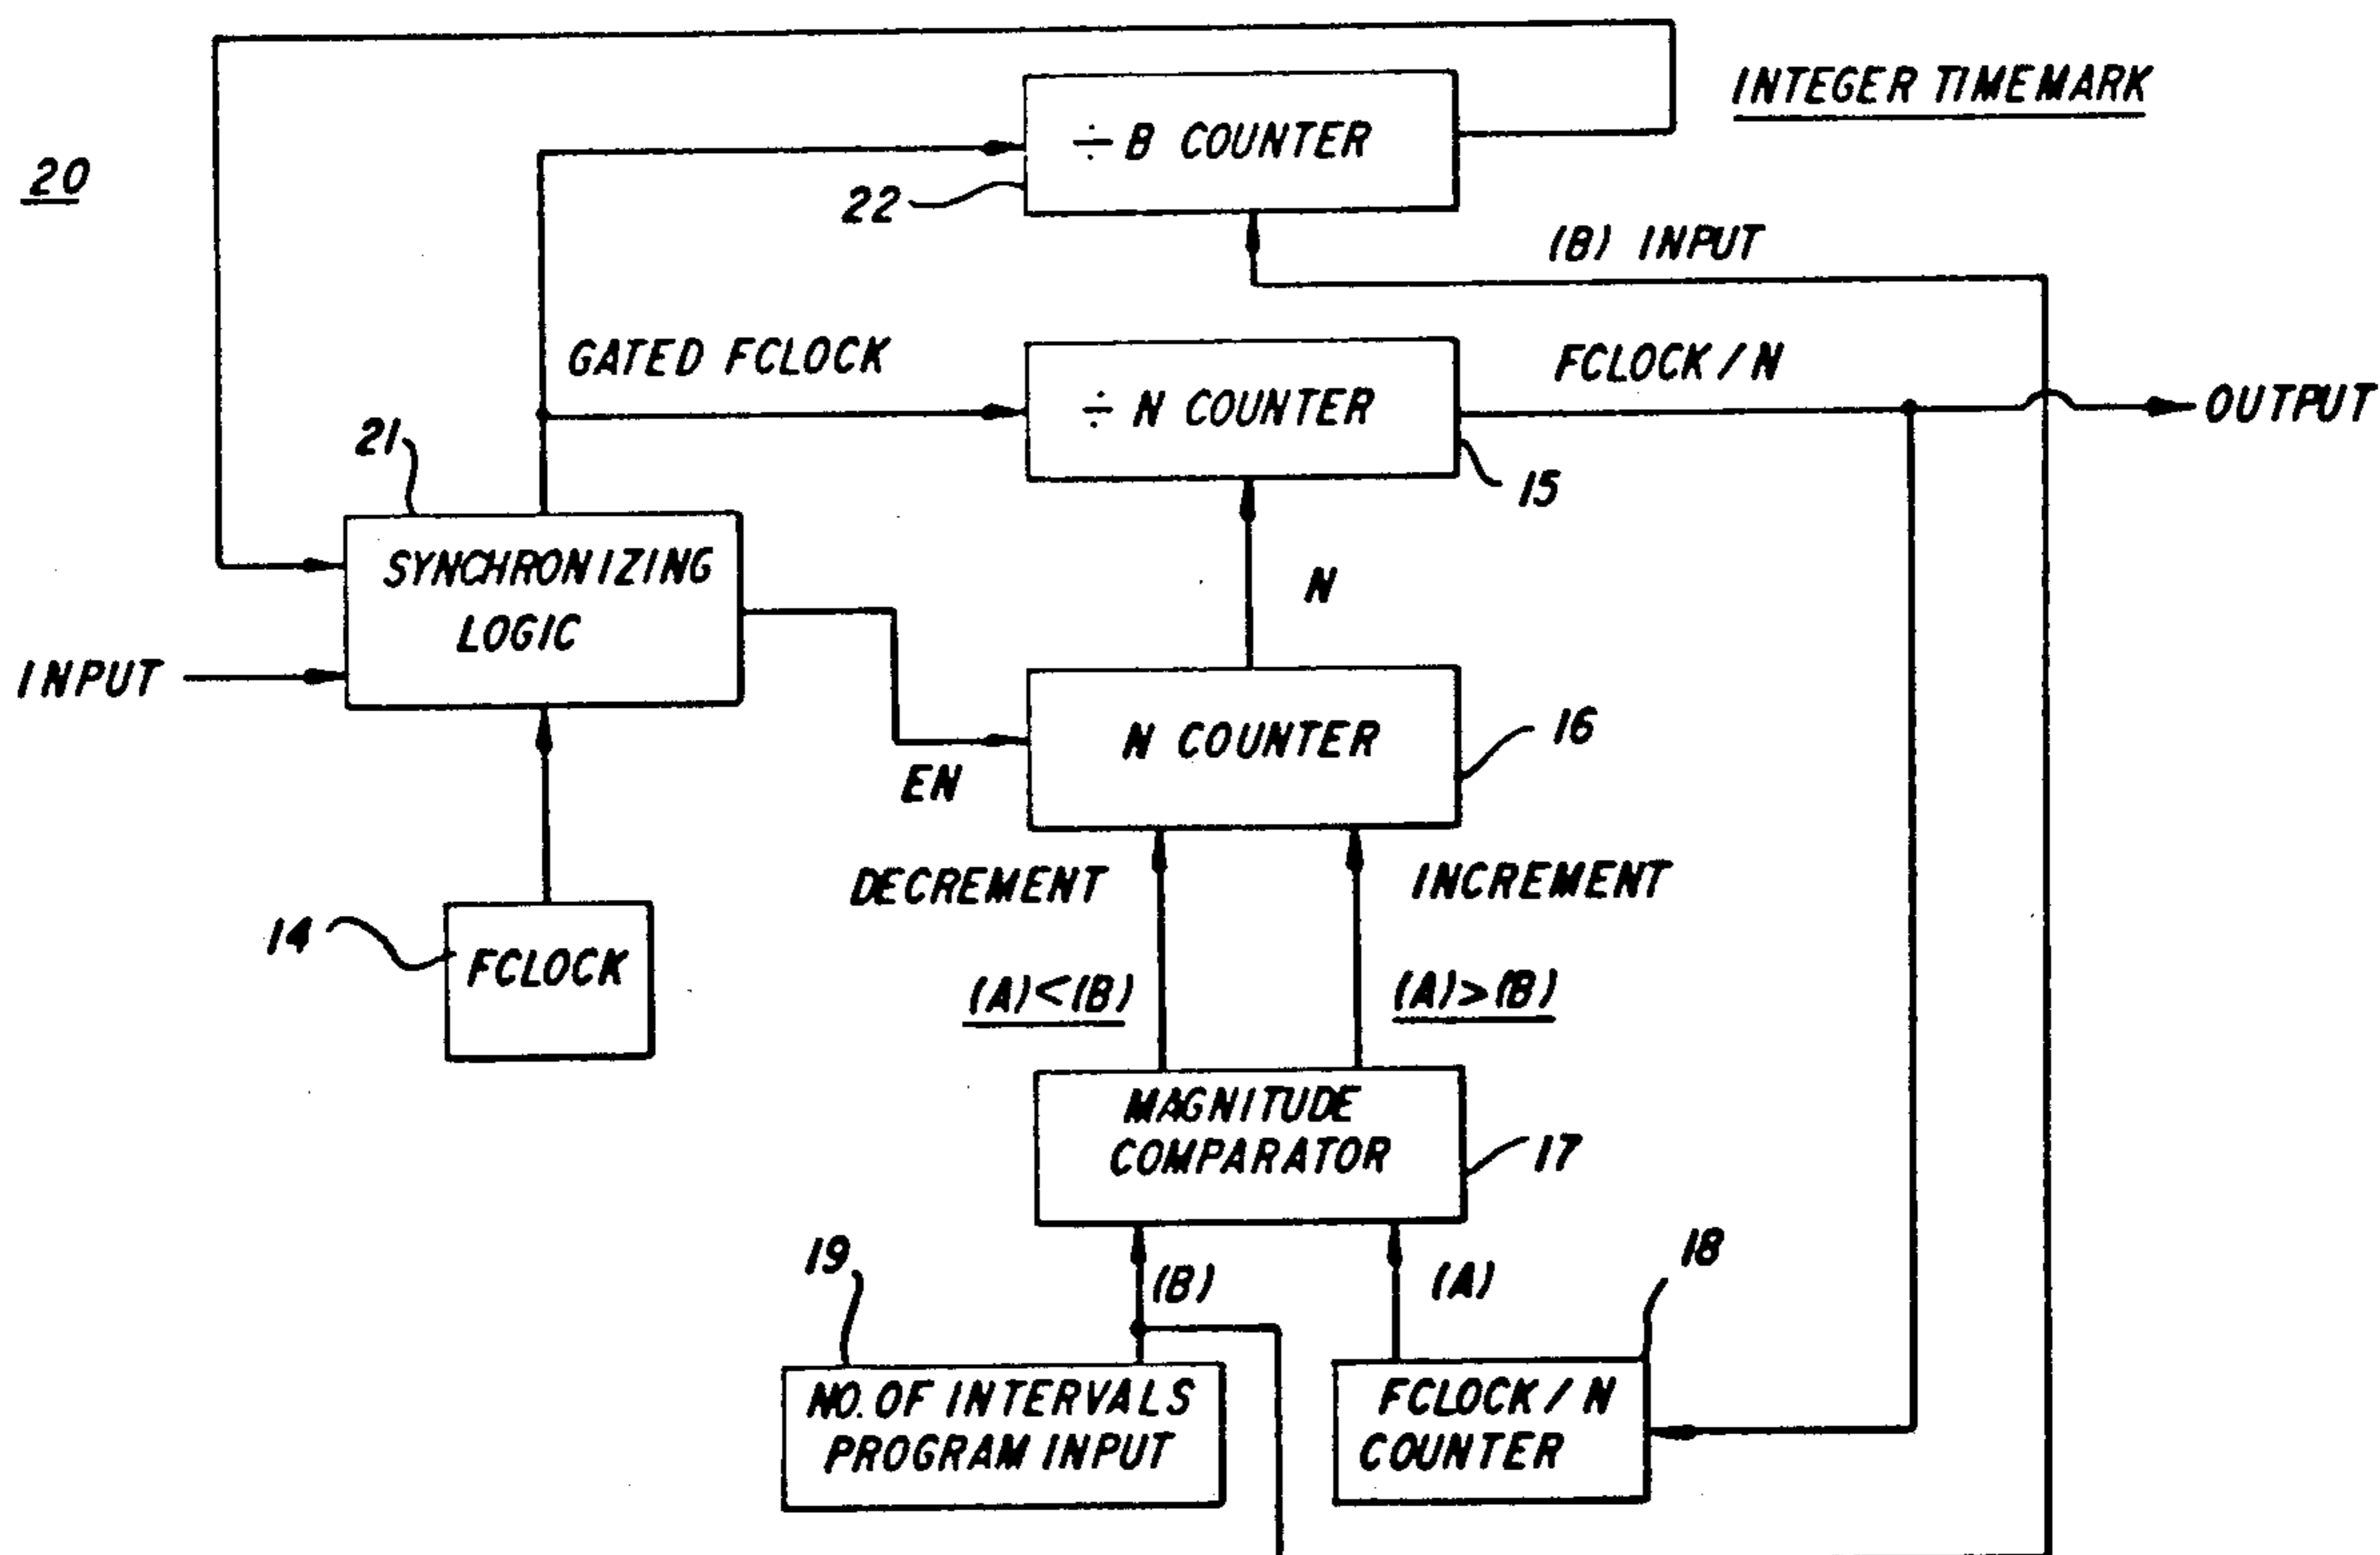 INTEGER TIMEMARK
20
÷ B COUNTER
22
(B) INPUT
GATED FCLOCK
FCLOCK / N
÷ N COUNTER
OUTPUT
21
15
SYNCHRONIZING
LOGIC
N
INPUT
N COUNTER
16
EN
DECREMENT
INCREMENT
14
FCLOCK
(A)<(B)
(A)>(B)
MAGNITUDE
COMPARATOR
17
19
(B)
(A)
18
NO. OF INTERVALS
PROGRAM INPUT
FCLOCK / N
COUNTER